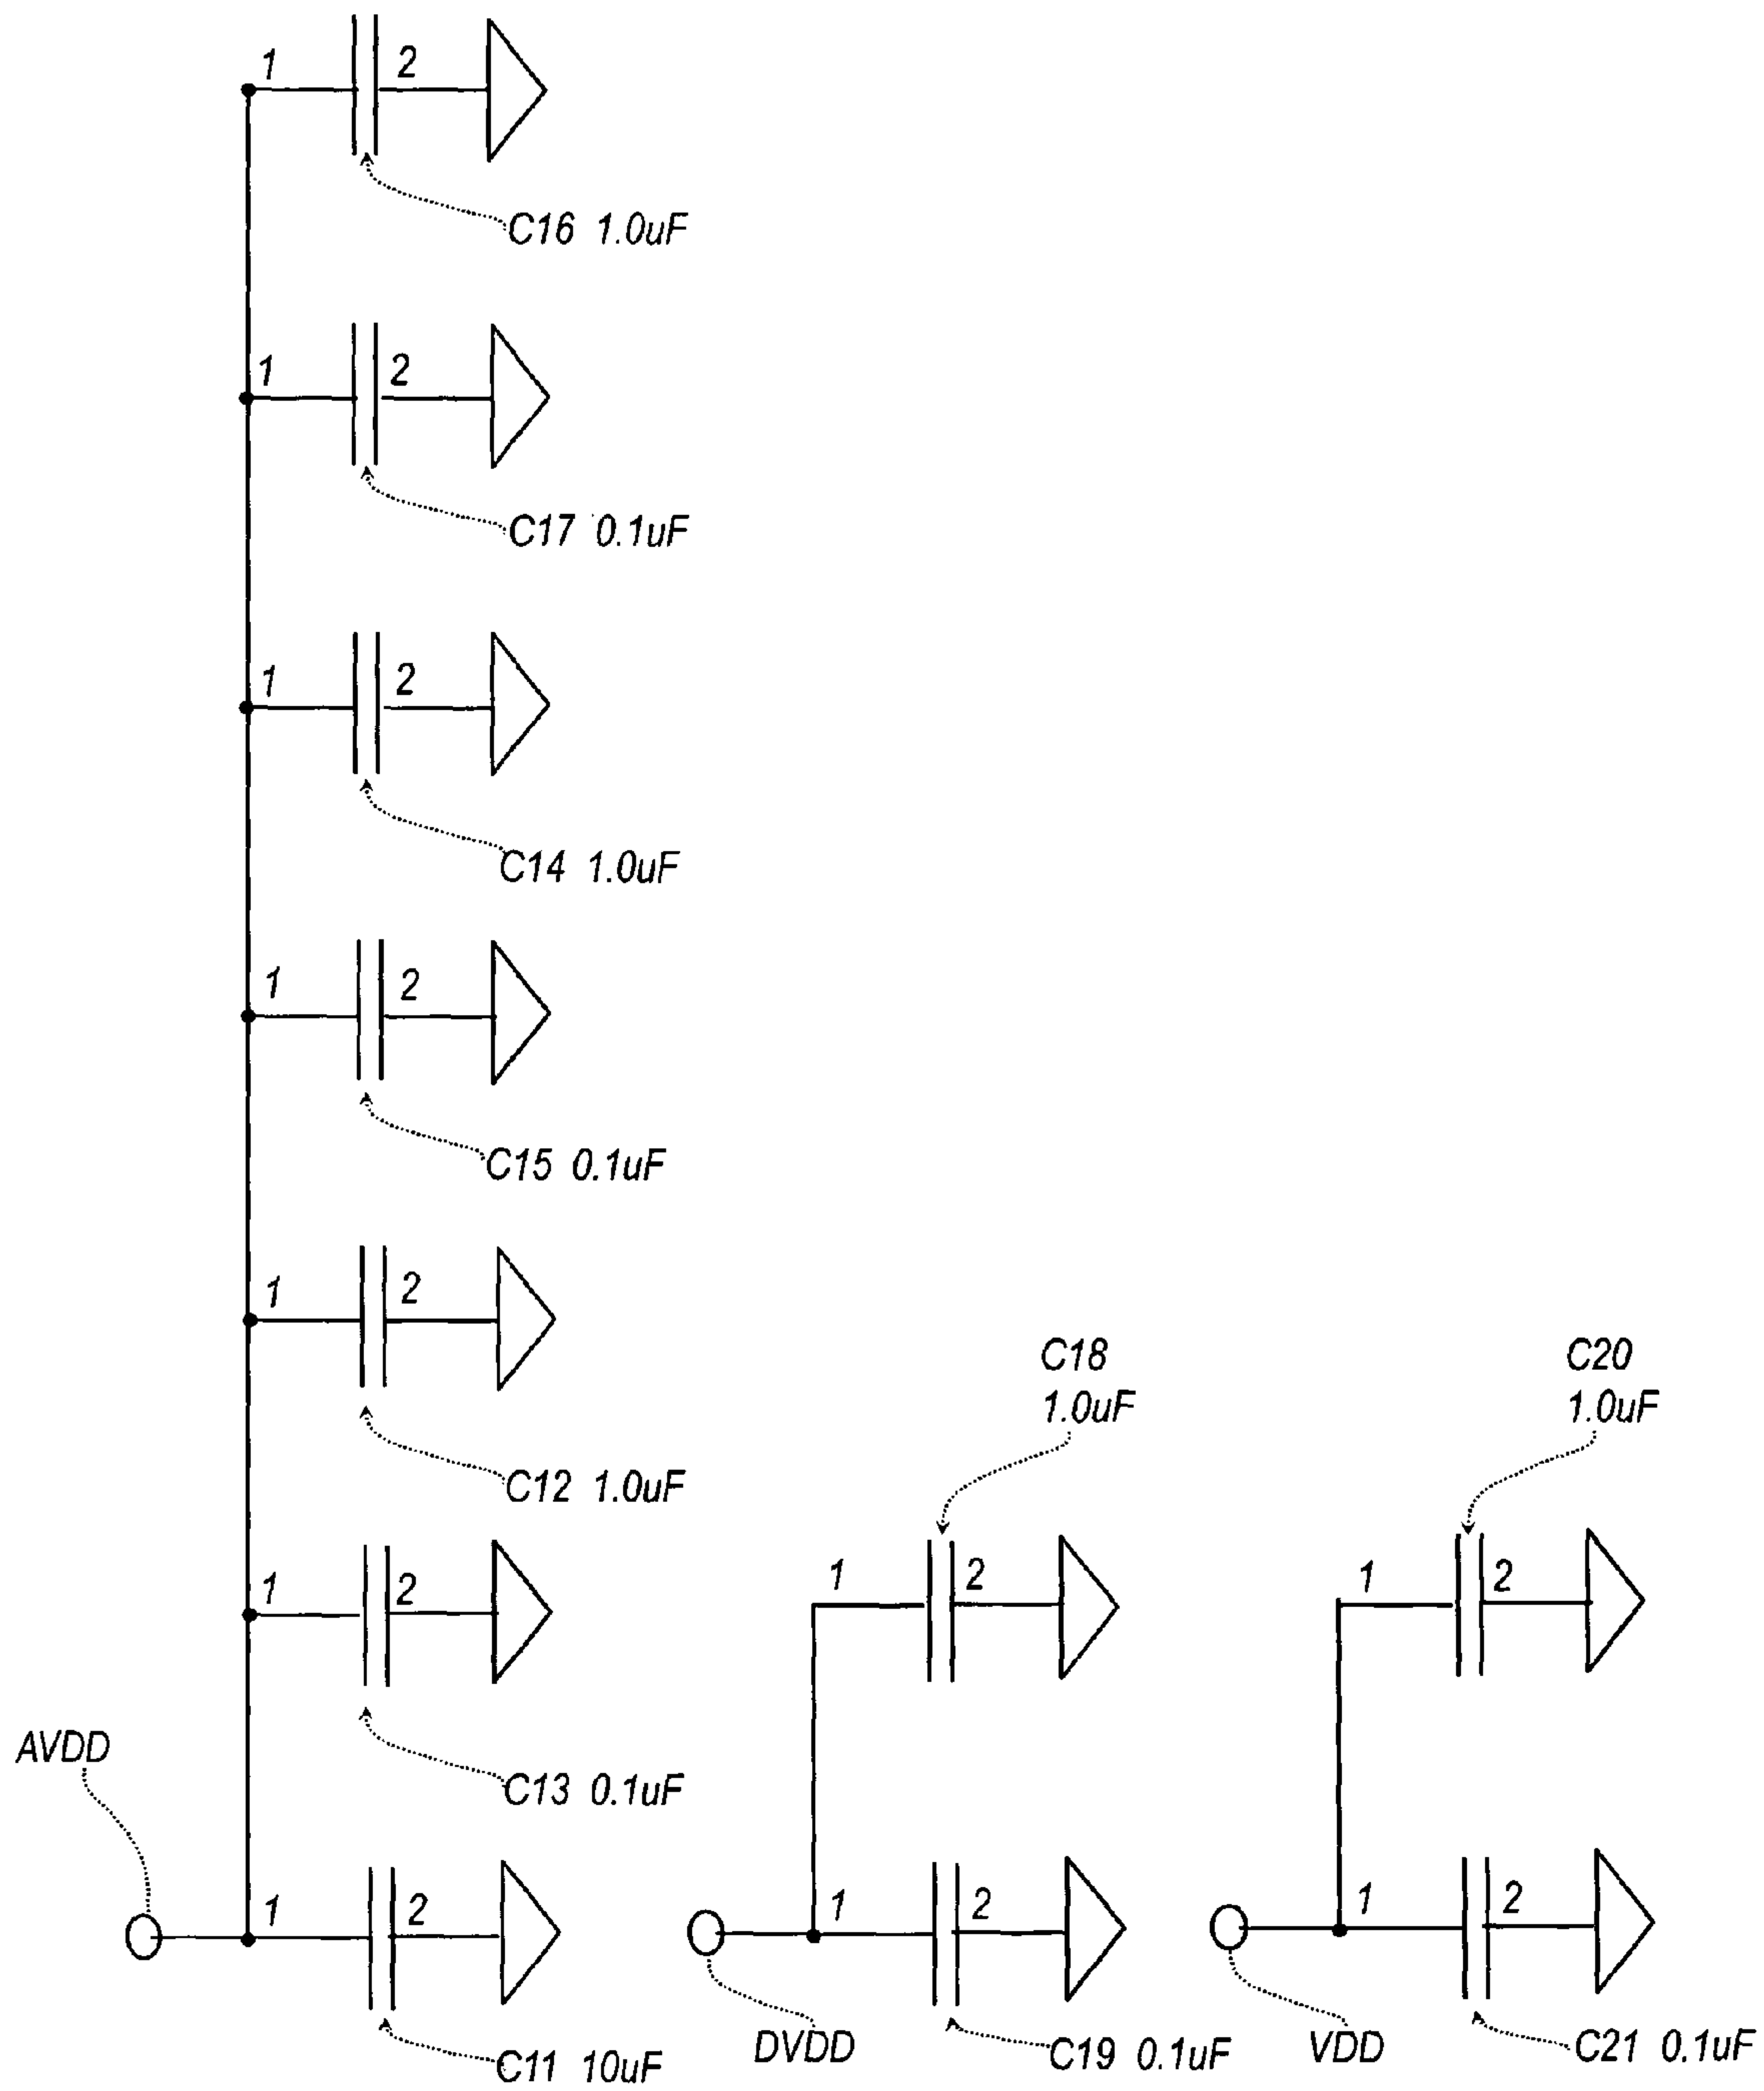 1 2
C16 1.0uF
1 2
C17 0.1uF
1 2
C14 1.0uF
1 2
C15 0.1uF
1 2
C12 1.0uF
1 2
C13 0.1uF
AVDD
1 2
C11 10uF
C18
1.0uF
1 2
1 2
DVDD
C19 0.1uF
C20
1.0uF
1 2
1 2
VDD
C21 0.1uF